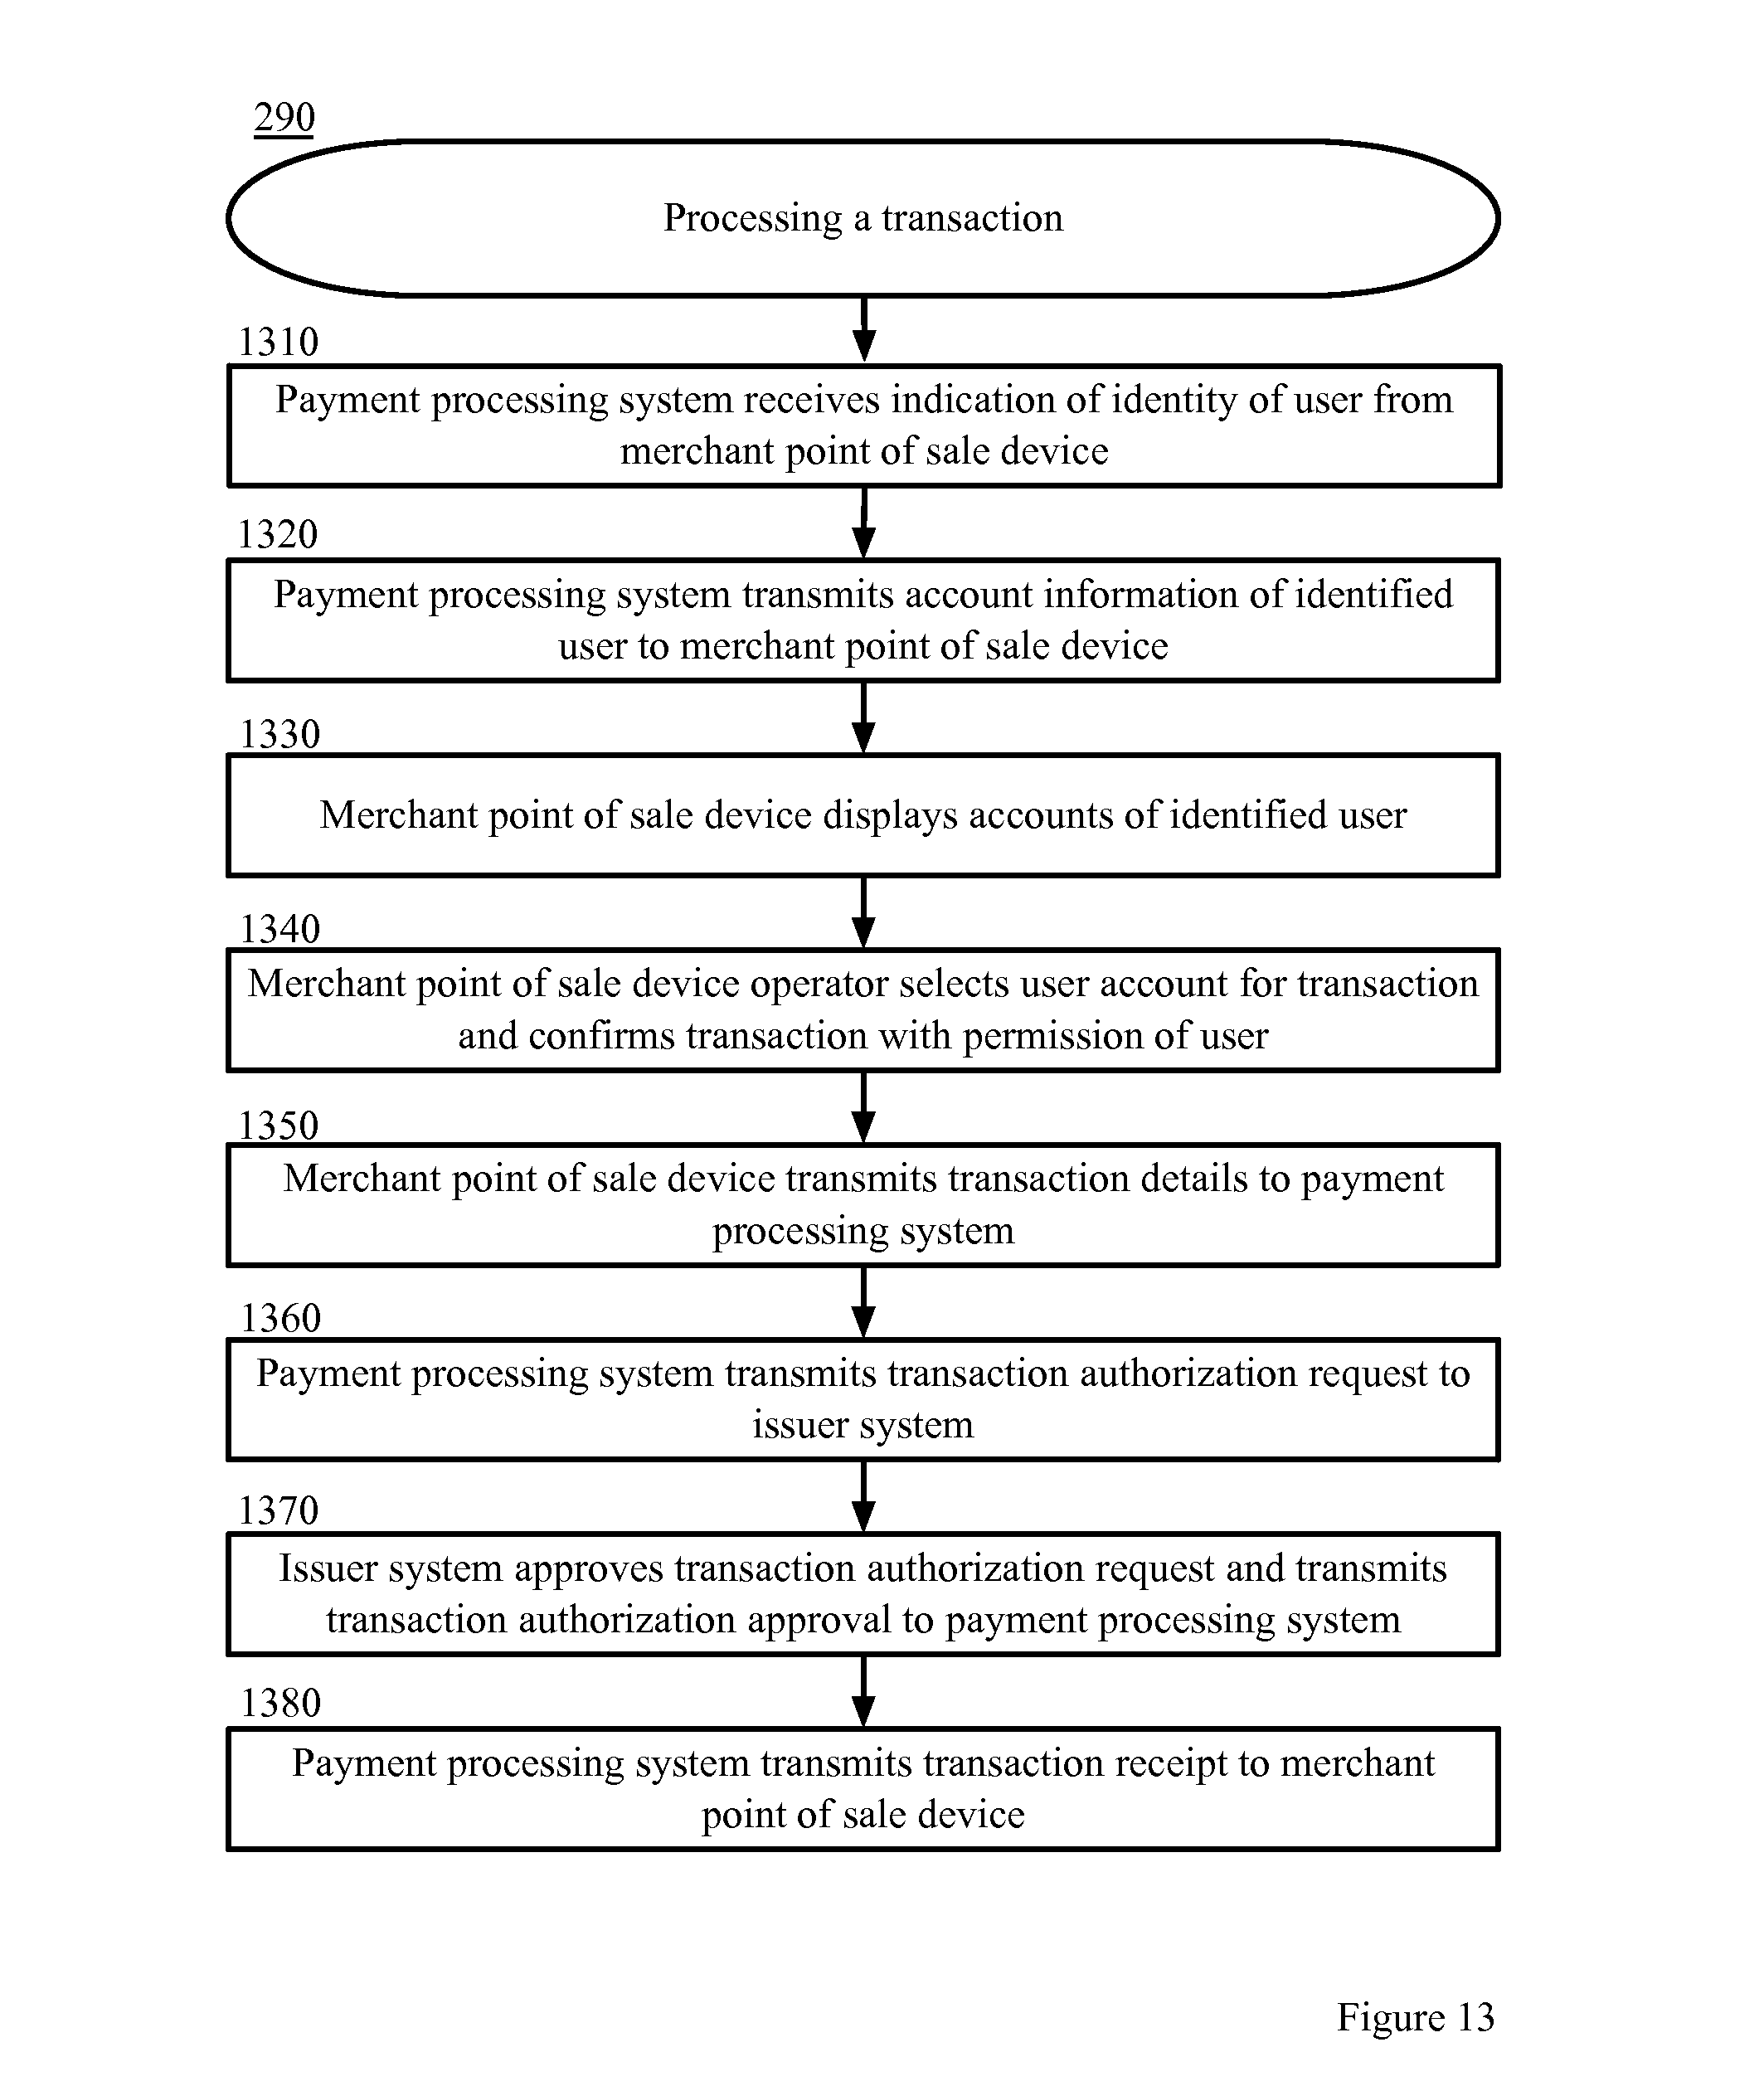 290
Processing a transaction
1310
Payment processing system receives indication of identity of user from
merchant point of sale device
1320
Payment processing system transmits account information of identified
user to merchant point of sale device
1330
Merchant point of sale device displays accounts of identified user
1340
Merchant point of sale device operator selects user account for transaction
and confirms transaction with permission of user
1350
Merchant point of sale device transmits transaction details to payment
processing system
1360
Payment processing system transmits transaction authorization request to
issuer system
1370
Issuer system approves transaction authorization request and transmits
transaction authorization approval to payment processing system
1380
Payment processing system transmits transaction receipt to merchant
point of sale device
Figure 13